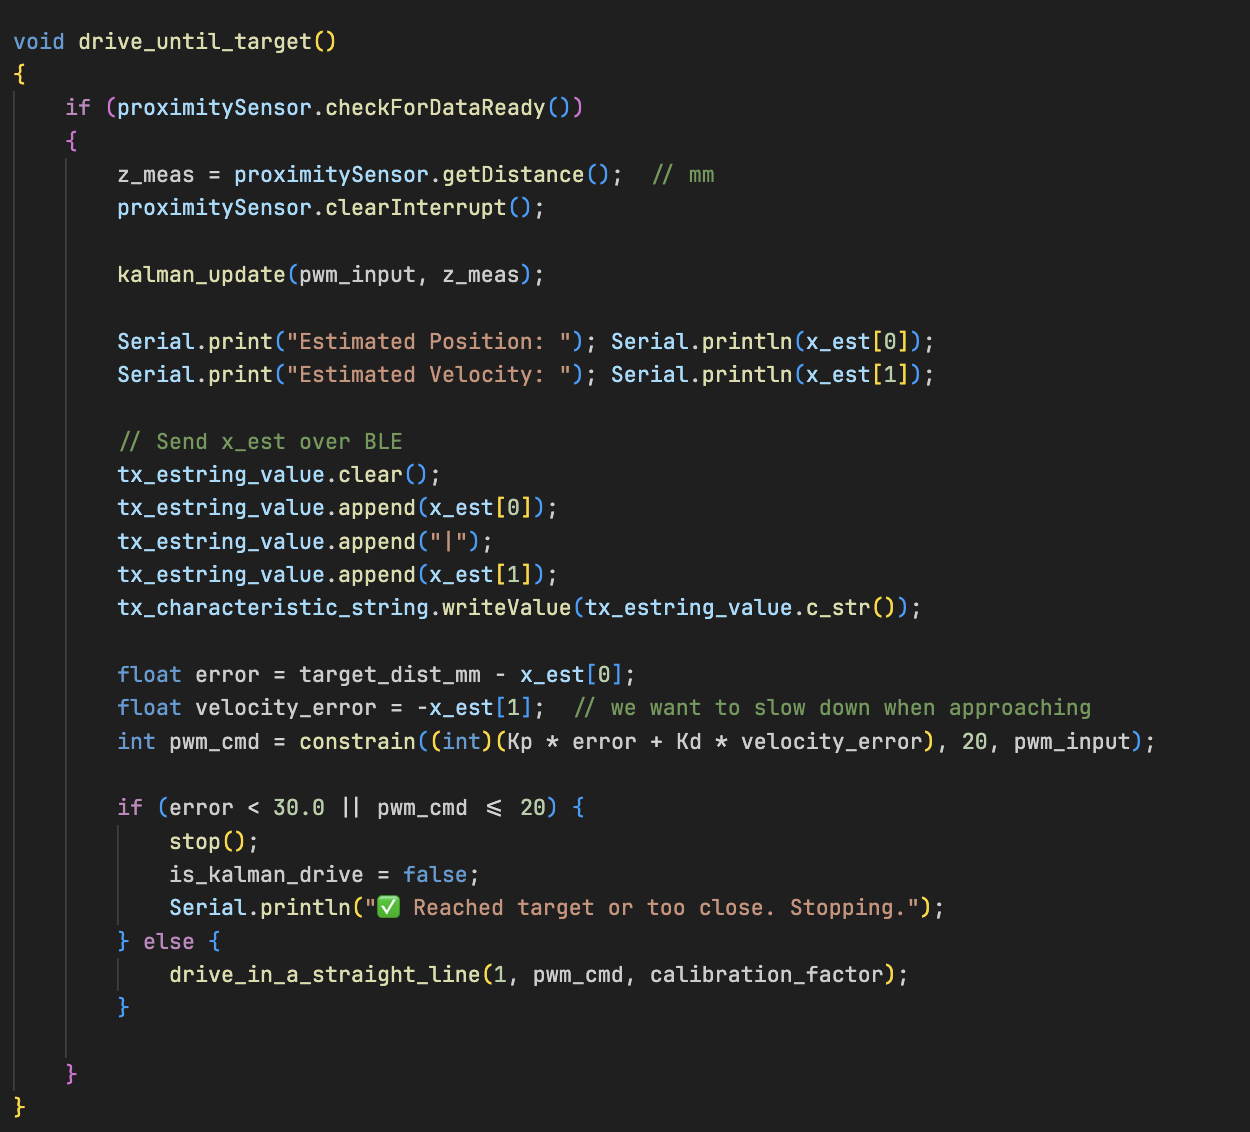 void drive_until_target()
{
    if (proximitySensor.checkForDataReady())
    {
        z_meas = proximitySensor.getDistance();  // mm
        proximitySensor.clearInterrupt();

        kalman_update(pwm_input, z_meas);

        Serial.print("Estimated Position: "); Serial.println(x_est[0]);
        Serial.print("Estimated Velocity: "); Serial.println(x_est[1]);

        // Send x_est over BLE
        tx_estring_value.clear();
        tx_estring_value.append(x_est[0]);
        tx_estring_value.append("|");
        tx_estring_value.append(x_est[1]);
        tx_characteristic_string.writeValue(tx_estring_value.c_str());

        float error = target_dist_mm - x_est[0];
        float velocity_error = -x_est[1];  // we want to slow down when approaching
        int pwm_cmd = constrain((int)(Kp * error + Kd * velocity_error), 20, pwm_input);

        if (error < 30.0 || pwm_cmd <= 20) {
            stop();
            is_kalman_drive = false;
            Serial.println("✅ Reached target or too close. Stopping.");
        } else {
            drive_in_a_straight_line(1, pwm_cmd, calibration_factor);
        }

    }
}